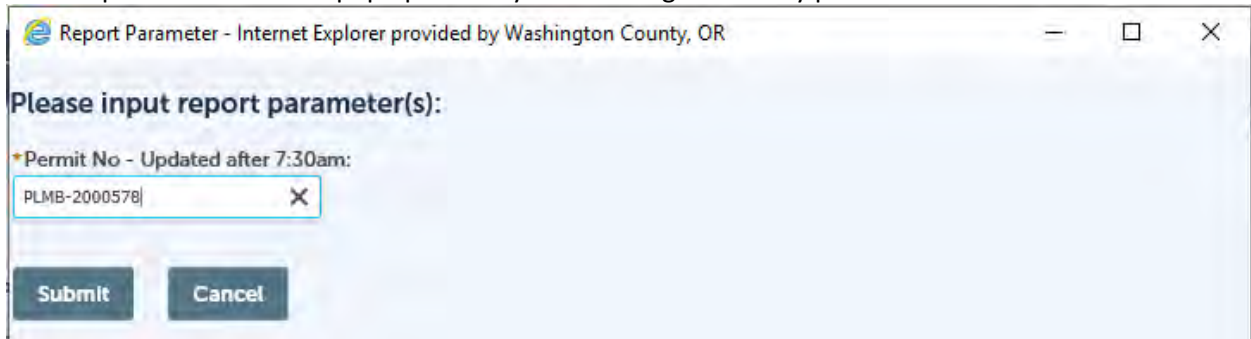 Report Parameter - Internet Explorer provided by Washington County, OR
Please input report parameter(s):
*Permit No - Updated after 7:30am:
PLMB-2000578
Submit Cancel